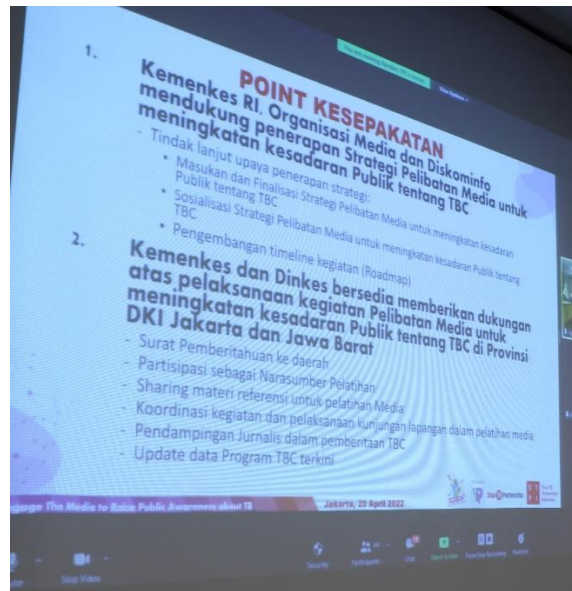 POINT KESEPAKATAN
1.
Kemenkes RI, Organisasi Media dan Diskominfo
mendukung penerapan Strategi Pelibatan Media untuk
meningkatan kesadaran Publik tentang TBC
- Tindak lanjut upaya penerapan strategi:
• Masukan dan Finalisasi Strategi Pelibatan Media untuk meningkatan kesadaran
Publik tentang TBC
• Sosialisasi Strategi Pelibatan Media untuk meningkatan kesadaran Publik tentang
TBC
• Pengembangan timeline kegiatan (Roadmap)
2.
Kemenkes dan Dinkes bersedia memberikan dukungan
atas pelaksanaan kegiatan Pelibatan Media untuk
meningkatan kesadaran Publik tentang TBC di Provinsi
DKI Jakarta dan Jawa Barat
- Surat Pemberitahuan ke daerah
- Partisipasi sebagai Narasumber Pelatihan
- Sharing materi referensi untuk pelatihan Media
- Koordinasi kegiatan dan pelaksanaan kunjungan lapangan dalam pelatihan media
- Pendampingan Jurnalis dalam pemberitaan TBC
- Update data Program TBC terkini
gage The Media to Raise Public Awareness about TB
Jakarta, 20 April 2022
Stop Video
Security
Participants
Chat
Share Screen